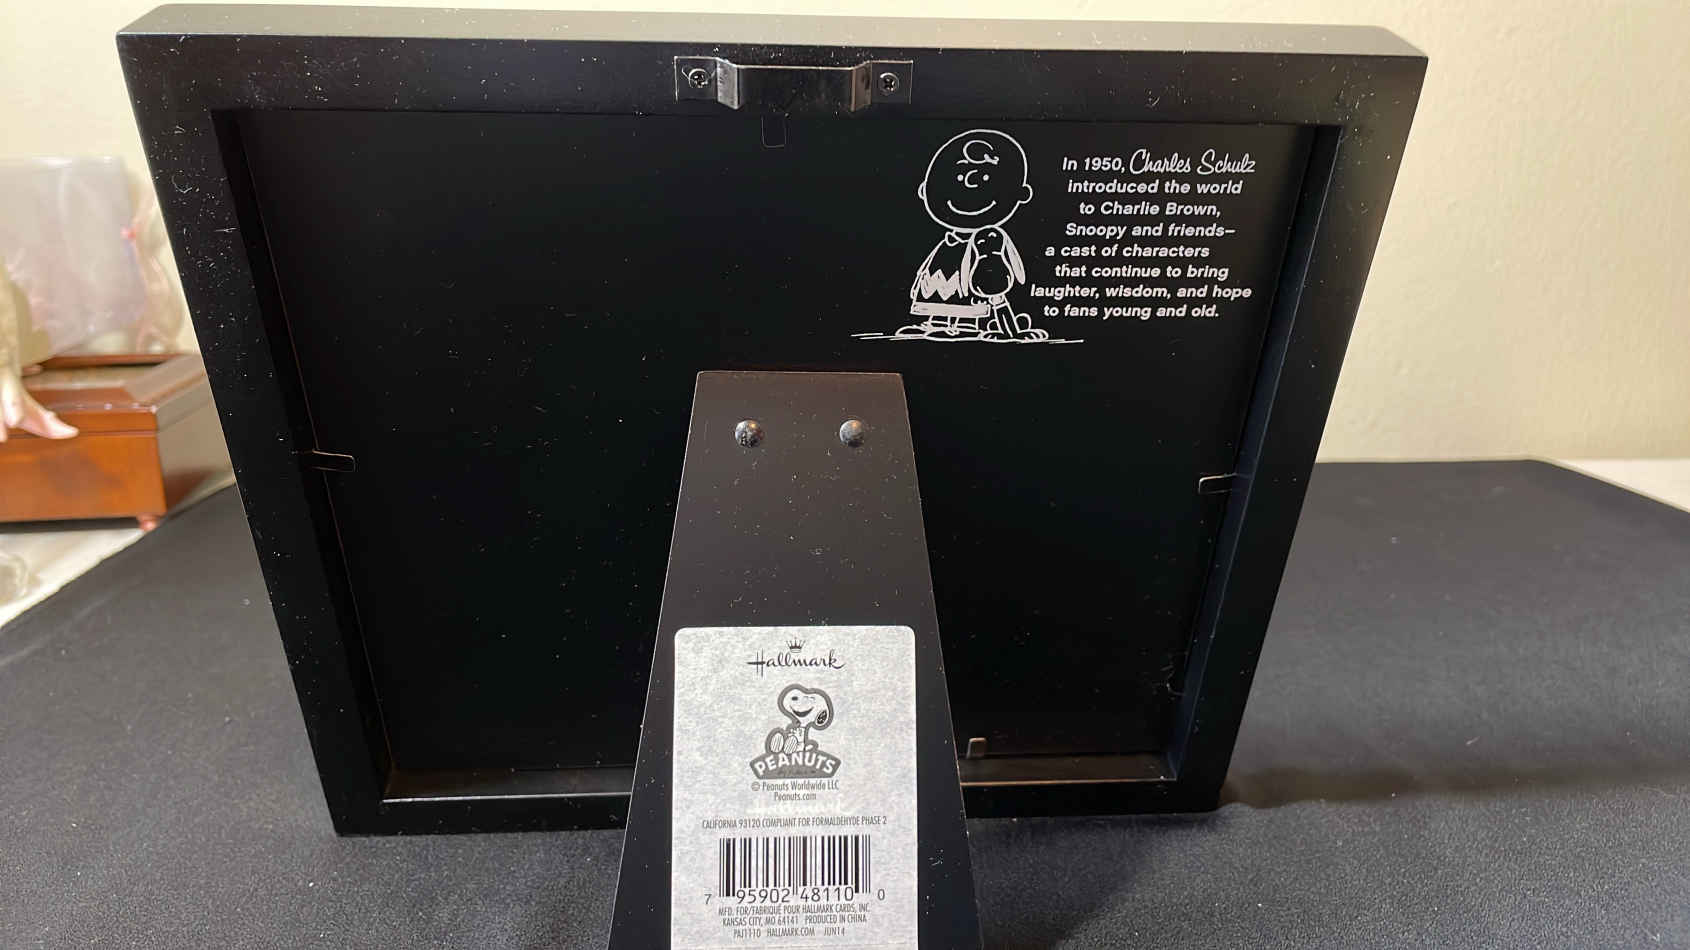 In 1950, Charles Schulz
introduced the world
to Charlie Brown,
Snoopy and friends—
a cast of characters
that continue to bring
laughter, wisdom, and hope
to fans young and old.
Hallmark
PEANUTS
© Peanuts Worldwide LLC
Peanuts.com
CALIFORNIA 93120 COMPLIANT FOR FORMALDEHYDE PHASE 2
7 95902 48110 0
MFD. FOR/FABRIQUÉ POUR HALLMARK CARDS, INC.
KANSAS CITY, MO 64141 PRODUCED IN CHINA
PAJ1110 HALLMARK.COM JUN14